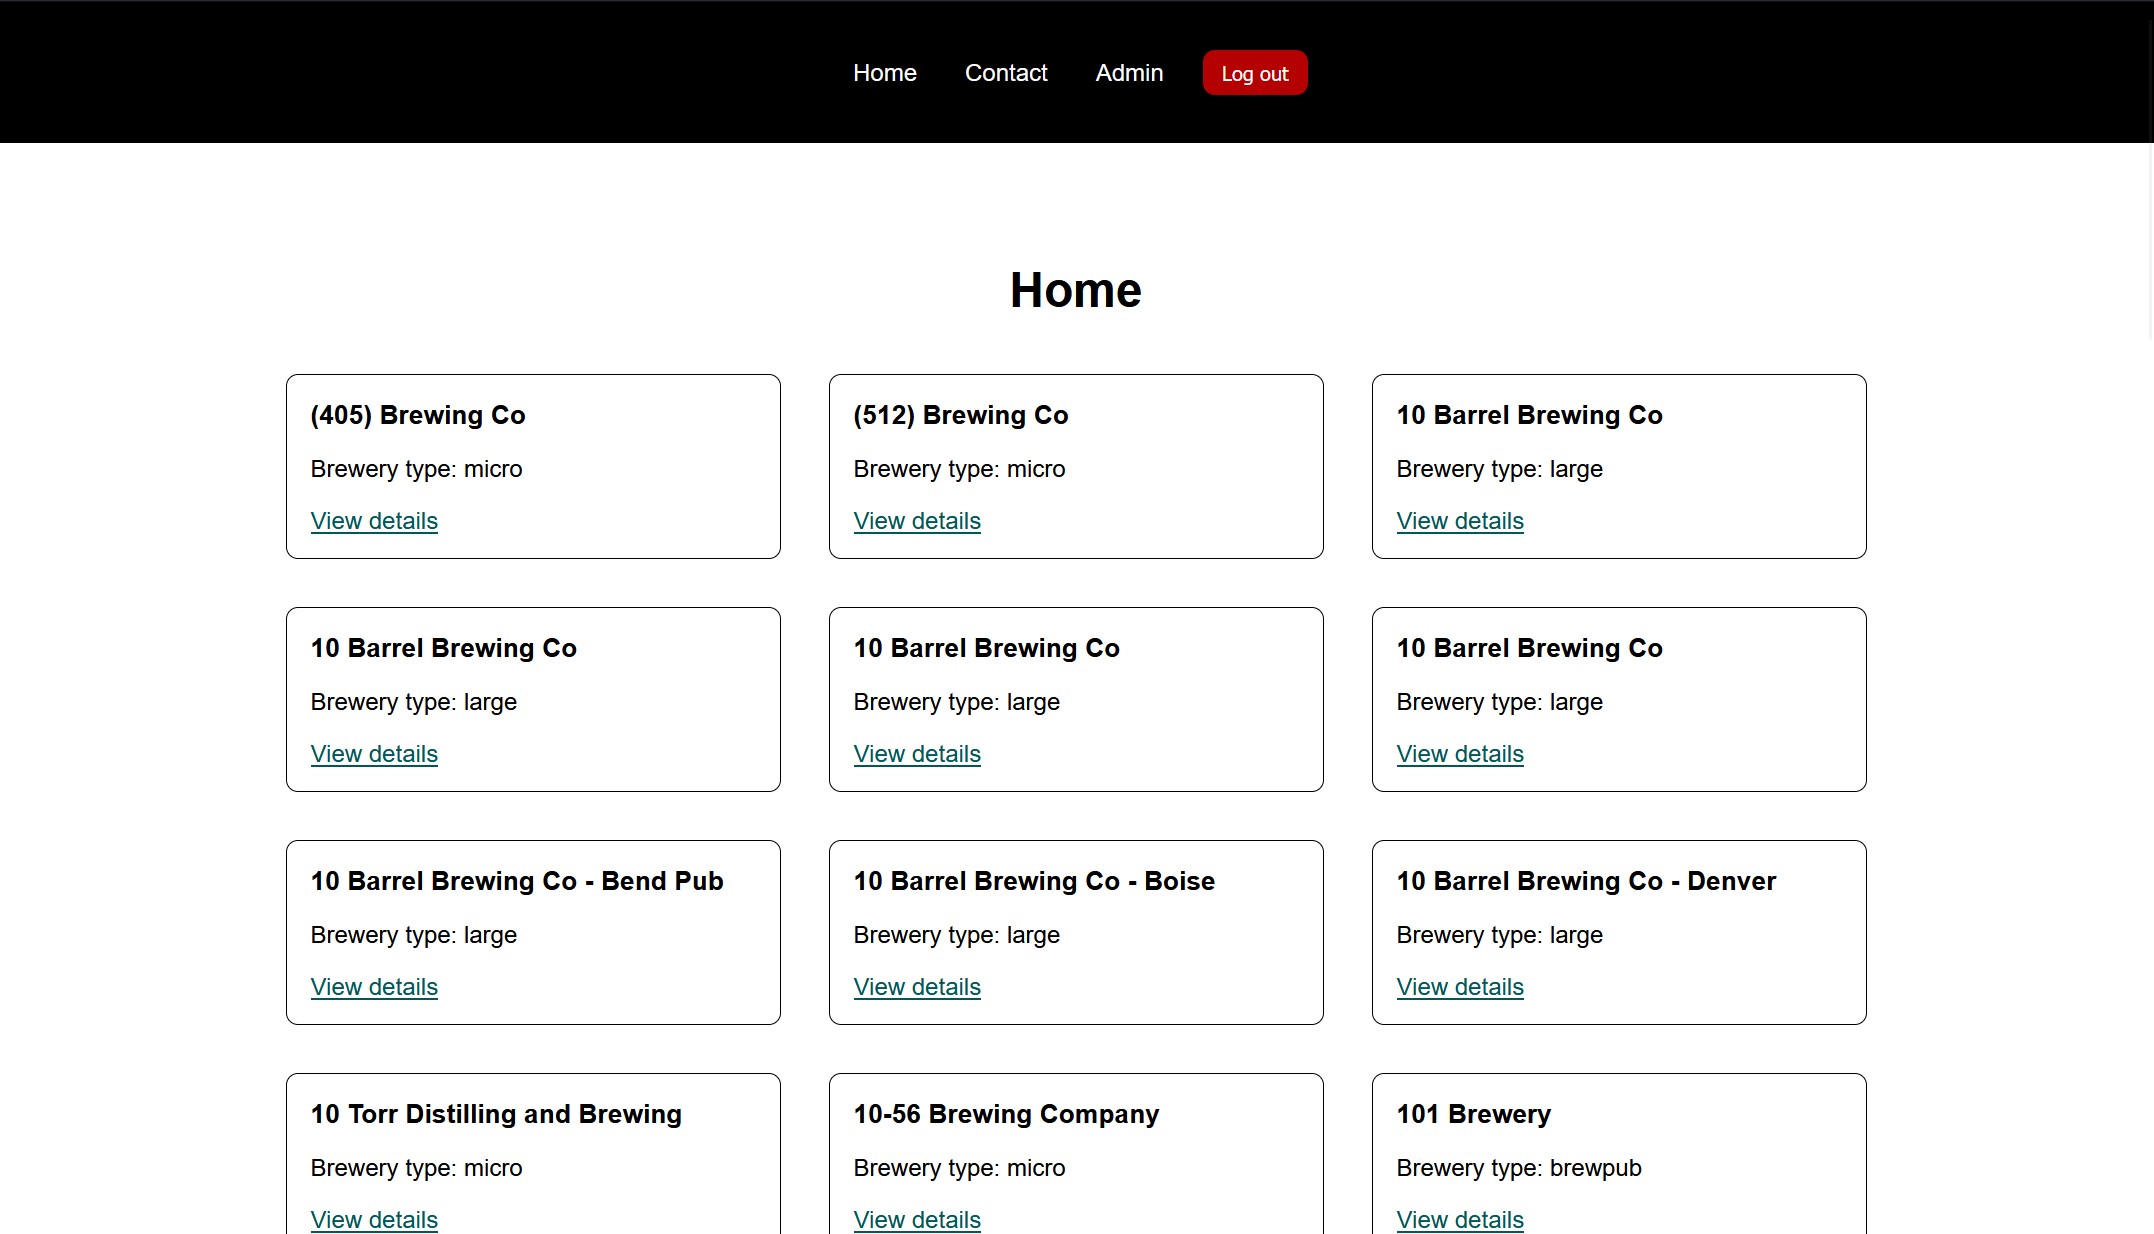 Home Contact Admin Log out
Home
(405) Brewing Co
Brewery type: micro
View details
(512) Brewing Co
Brewery type: micro
View details
10 Barrel Brewing Co
Brewery type: large
View details
10 Barrel Brewing Co
Brewery type: large
View details
10 Barrel Brewing Co
Brewery type: large
View details
10 Barrel Brewing Co
Brewery type: large
View details
10 Barrel Brewing Co - Bend Pub
Brewery type: large
View details
10 Barrel Brewing Co - Boise
Brewery type: large
View details
10 Barrel Brewing Co - Denver
Brewery type: large
View details
10 Torr Distilling and Brewing
Brewery type: micro
View details
10-56 Brewing Company
Brewery type: micro
View details
101 Brewery
Brewery type: brewpub
View details